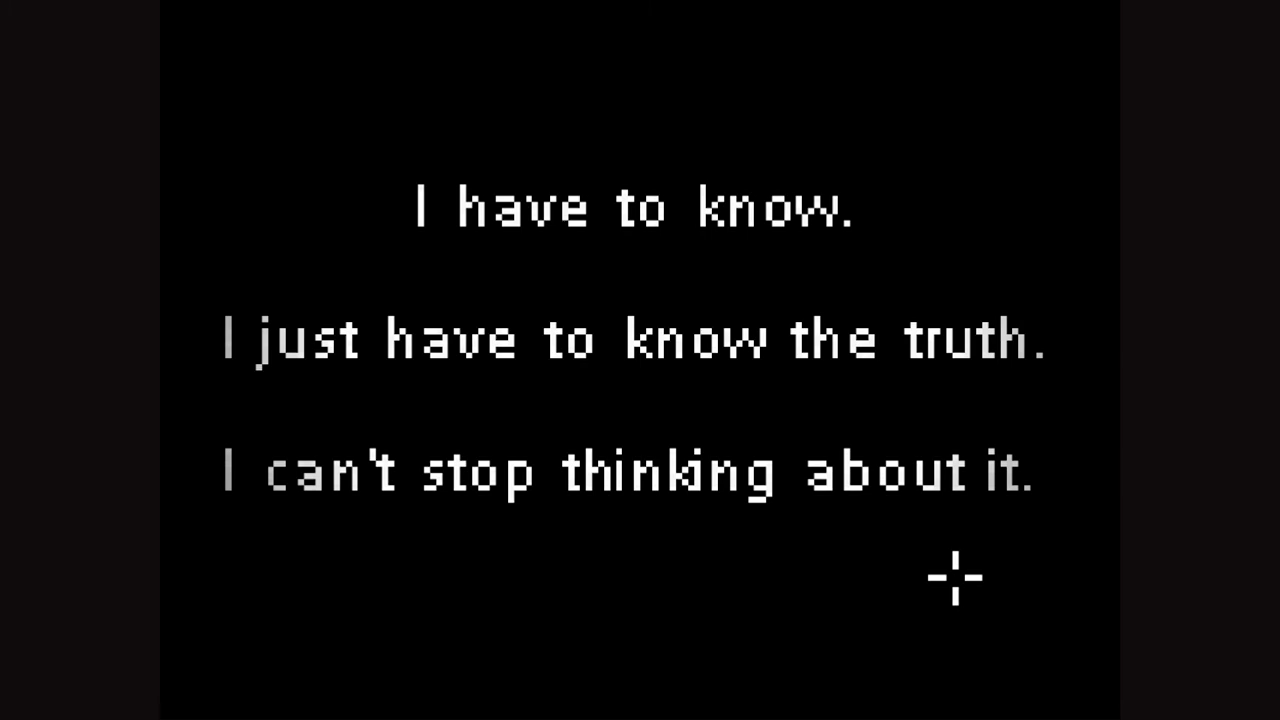 I have to know.
I just have to know the truth.
I can't stop thinking about it.